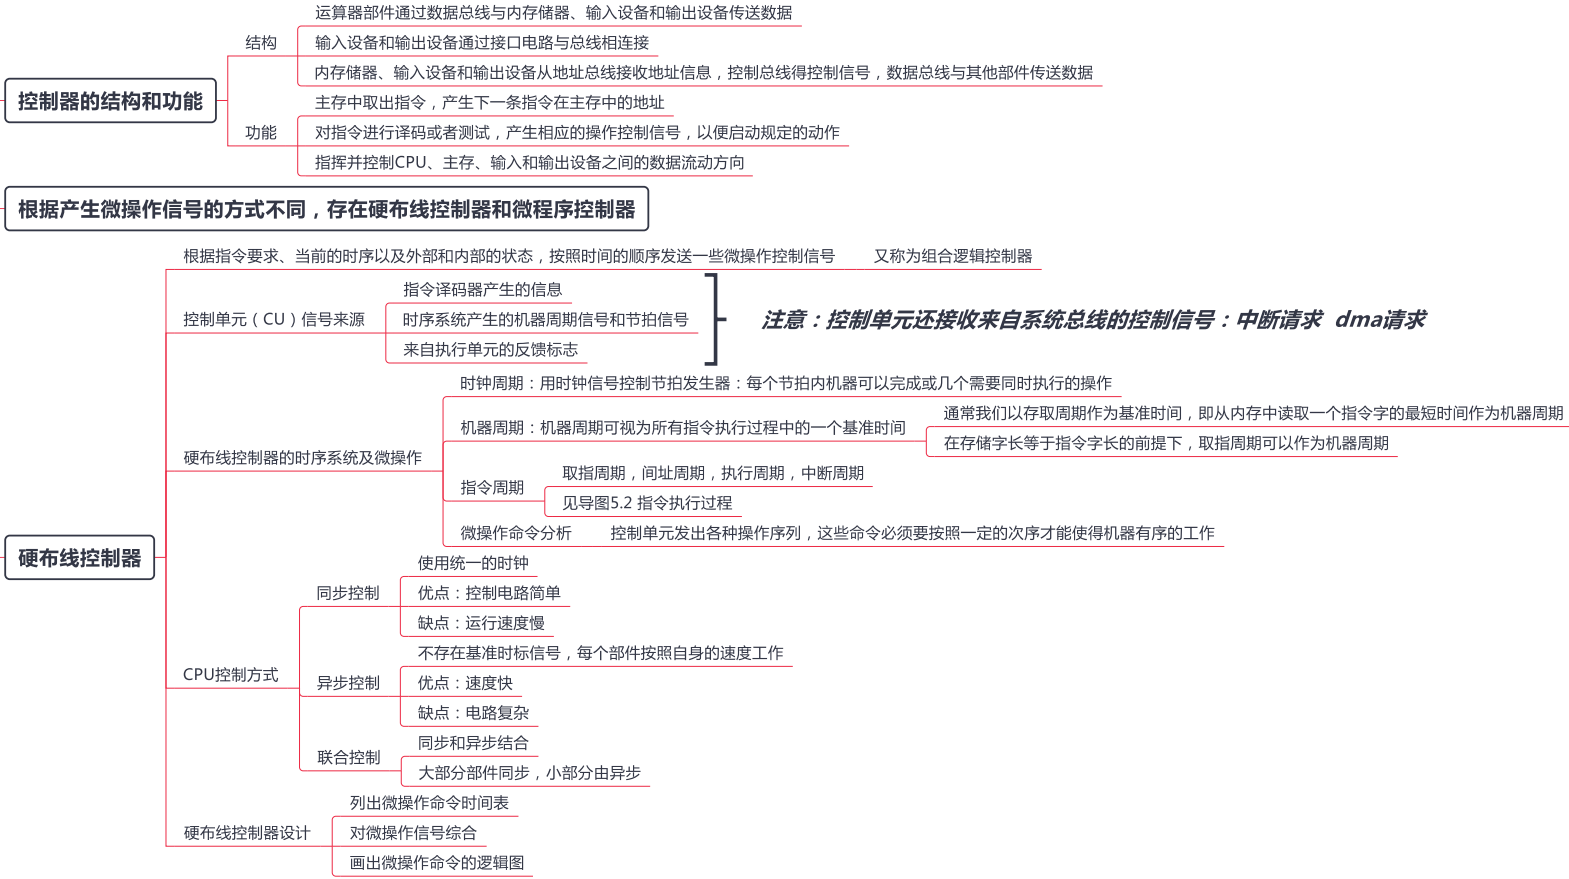 控制器的结构和功能
结构
运算器部件通过数据总线与内存储器、输入设备和输出设备传送数据
输入设备和输出设备通过接口电路与总线相连接
内存储器、输入设备和输出设备从地址总线接收地址信息，控制总线得控制信号，数据总线与其他部件传送数据
功能
主存中取出指令，产生下一条指令在主存中的地址
对指令进行译码或者测试，产生相应的操作控制信号，以便启动规定的动作
指挥并控制CPU、主存、输入和输出设备之间的数据流动方向
根据产生微操作信号的方式不同，存在硬布线控制器和微程序控制器
硬布线控制器
根据指令要求、当前的时序以及外部和内部的状态，按照时间的顺序发送一些微操作控制信号
又称为组合逻辑控制器
控制单元（CU）信号来源
指令译码器产生的信息
时序系统产生的机器周期信号和节拍信号
来自执行单元的反馈标志
注意：控制单元还接收来自系统总线的控制信号：中断请求 dma请求
硬布线控制器的时序系统及微操作
时钟周期：用时钟信号控制节拍发生器：每个节拍内机器可以完成或几个需要同时执行的操作
机器周期：机器周期可视为所有指令执行过程中的一个基准时间
通常我们以存取周期作为基准时间，即从内存中读取一个指令字的最短时间作为机器周期
在存储字长等于指令字长的前提下，取指周期可以作为机器周期
指令周期
取指周期，间址周期，执行周期，中断周期
见导图5.2 指令执行过程
微操作命令分析
控制单元发出各种操作序列，这些命令必须要按照一定的次序才能使得机器有序的工作
CPU控制方式
同步控制
使用统一的时钟
优点：控制电路简单
缺点：运行速度慢
异步控制
不存在基准时标信号，每个部件按照自身的速度工作
优点：速度快
缺点：电路复杂
联合控制
同步和异步结合
大部分部件同步，小部分由异步
硬布线控制器设计
列出微操作命令时间表
对微操作信号综合
画出微操作命令的逻辑图